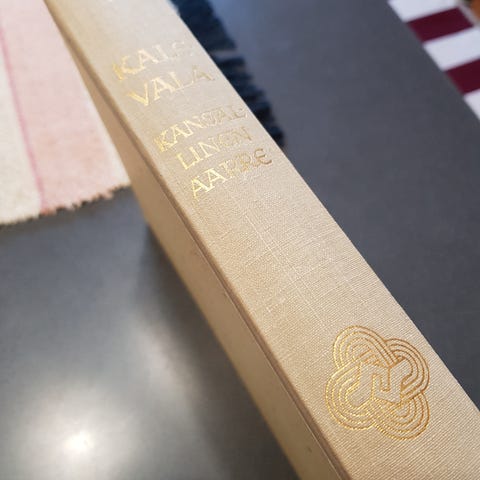 KALE
VALA
KANSAL-
LINEN
AARRE